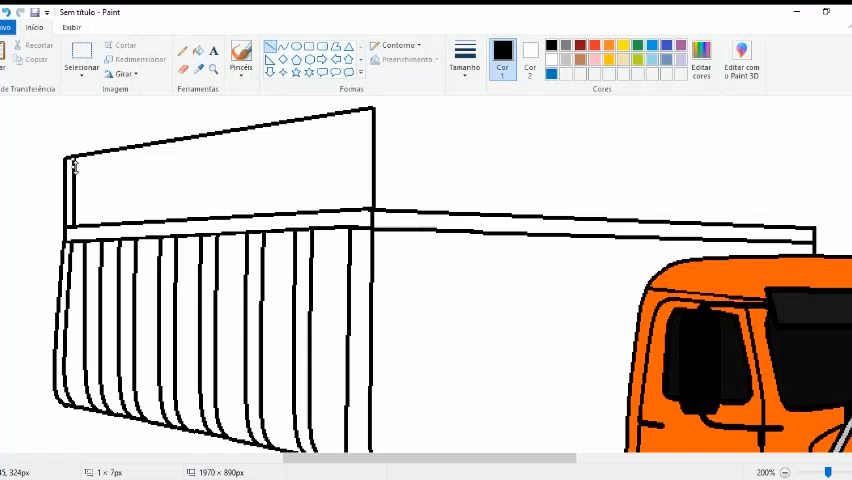 Sem título - Paint
Início
Exibir
Recortar
Copiar
Cortar
Redimensionar
Girar
Selecionar
Pincéis
Contorno
Preenchimento
Tamanho
Cor
1
Cor
2
Editar
cores
Editar com
o Paint 3D
de Transferência
Imagem
Ferramentas
Formas
Cores
324px
1 × 7px
1970 × 890px
200%